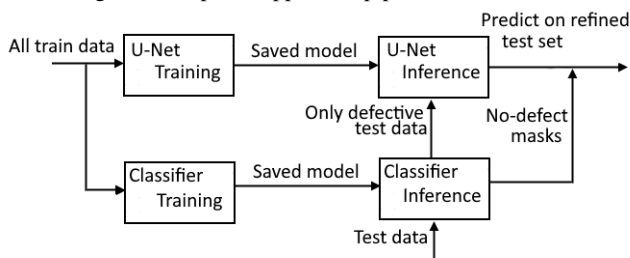 Predict on refined
test set
All train data
U-Net
Training
Saved model
U-Net
Inference
Only defective
test data
No-defect
masks
Classifier
Training
Saved model
Classifier
Inference
Test data